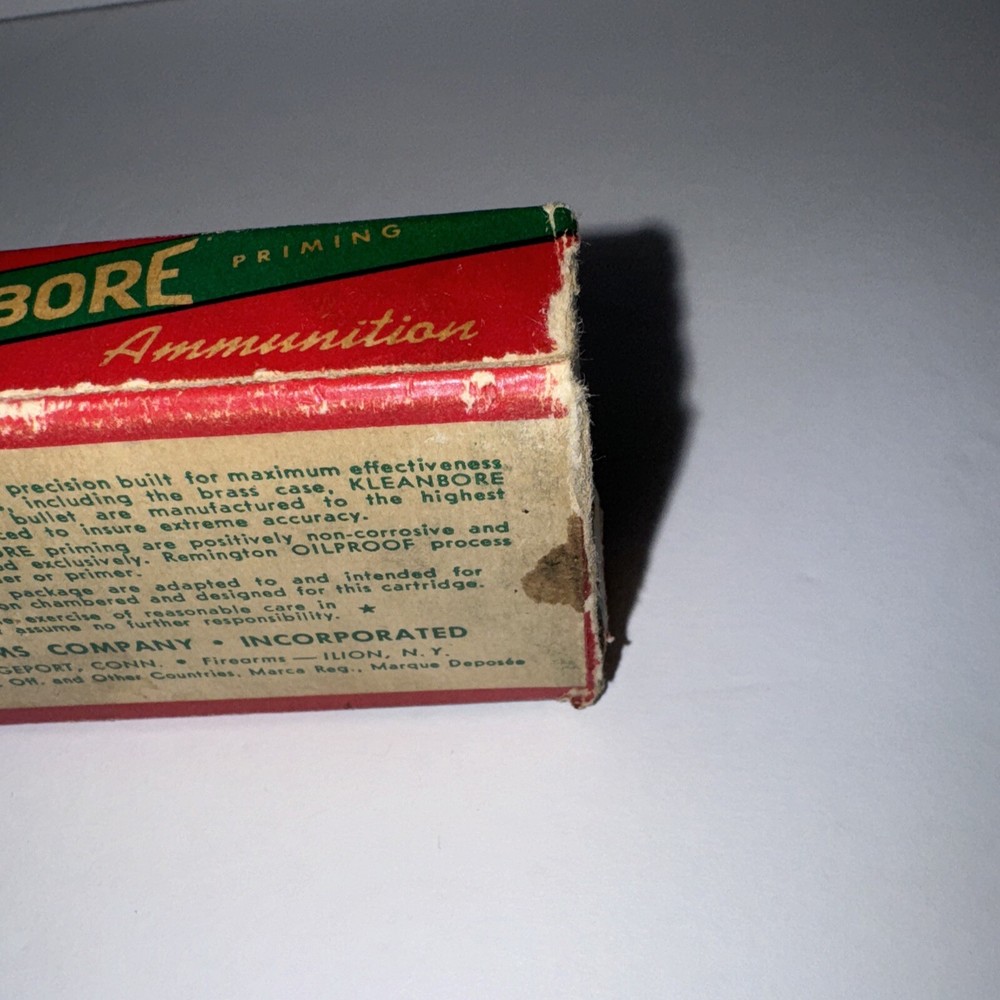 BORE PRIMING
Ammunition
precision built for maximum effectiveness
including the brass case, KLEANBORE
bullet are manufactured to the highest
ced to insure extreme accuracy.
ORE priming are positively non-corrosive and
d exclusively. Remington OILPROOF process
er or primer.
package are adapted to and intended for
on chambered and designed for this cartridge.
e, exercise of reasonable care in ★
assume no further responsibility.
MS COMPANY • INCORPORATED
GEPORT, CONN. • Firearms — ILION, N. Y.
Off. and Other Countries, Marca Reg., Marque Deposée